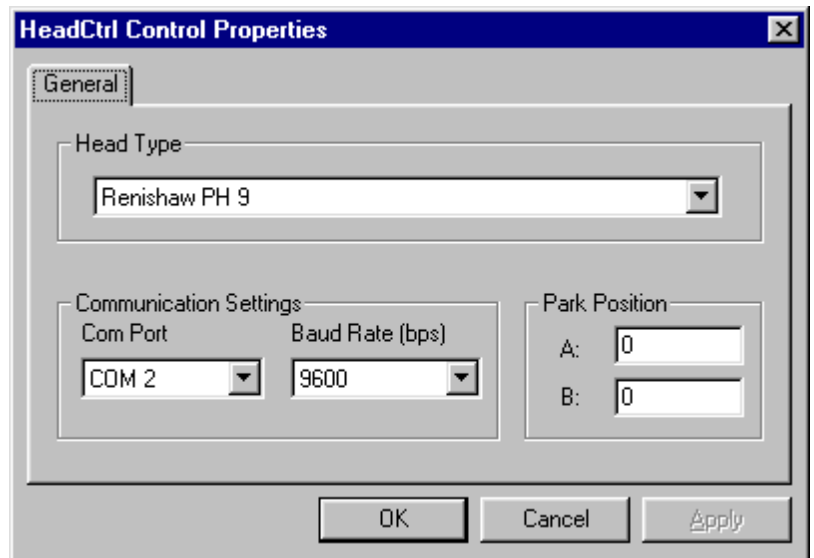 HeadCtrl Control Properties
General
Head Type
Renishaw PH 9
Communication Settings
Com Port
Baud Rate (bps)
COM 2
9600
Park Position
A: 0
B: 0
OK
Cancel
Apply